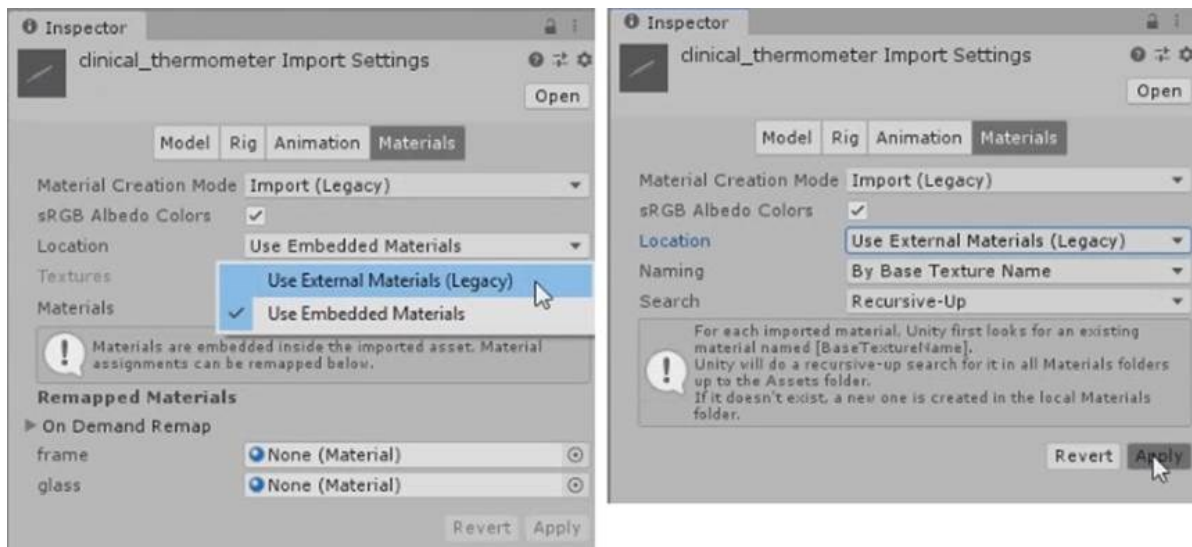 Inspector
clinical_thermometer Import Settings
Open
Model Rig Animation Materials
Material Creation Mode Import (Legacy)
sRGB Albedo Colors
Location Use Embedded Materials
Textures Use External Materials (Legacy)
Materials Use Embedded Materials
Materials are embedded inside the imported asset. Material
assignments can be remapped below.
Remapped Materials
On Demand Remap
frame None (Material)
glass None (Material)
Revert Apply
Inspector
clinical_thermometer Import Settings
Open
Model Rig Animation Materials
Material Creation Mode Import (Legacy)
sRGB Albedo Colors
Location Use External Materials (Legacy)
Naming By Base Texture Name
Search Recursive-Up
For each imported material, Unity first looks for an existing
material named [BaseTextureName].
Unity will do a recursive-up search for it in all Materials folders
up to the Assets folder.
If it doesn't exist, a new one is created in the local Materials
folder.
Revert Apply